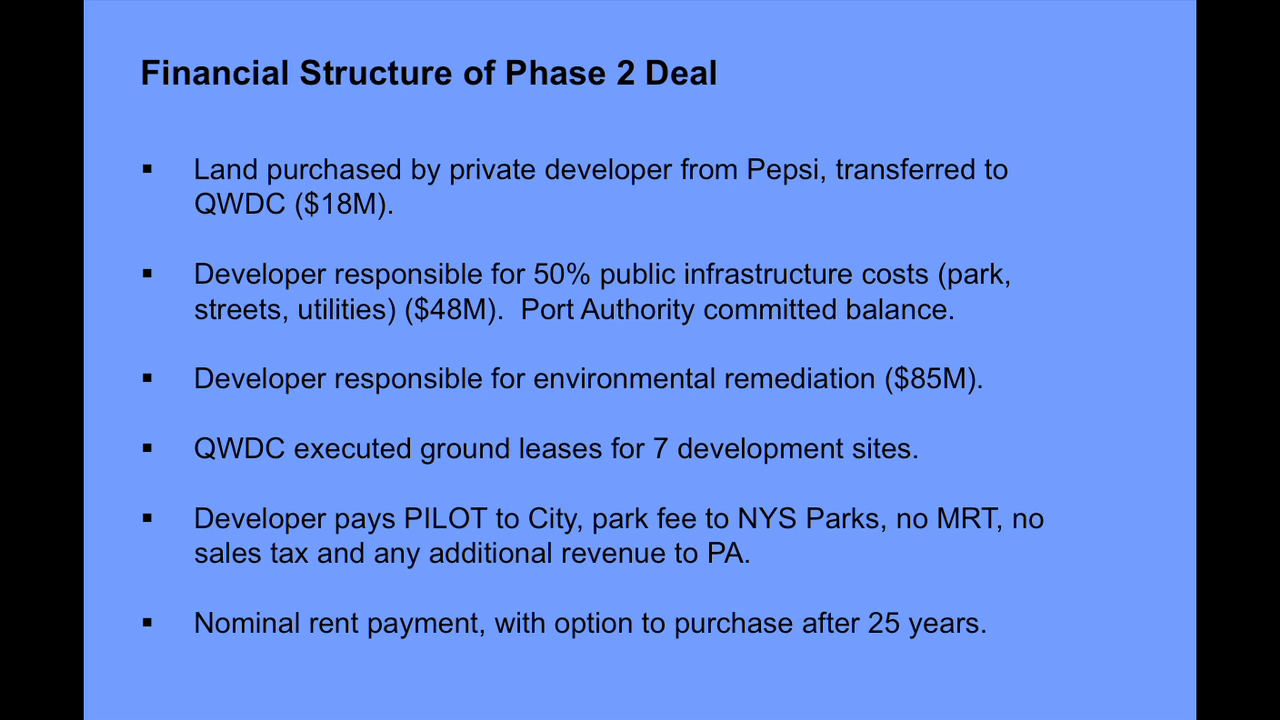 Financial Structure of Phase 2 Deal
▪ Land purchased by private developer from Pepsi, transferred to
QWDC ($18M).
▪ Developer responsible for 50% public infrastructure costs (park,
streets, utilities) ($48M).  Port Authority committed balance.
▪ Developer responsible for environmental remediation ($85M).
▪ QWDC executed ground leases for 7 development sites.
▪ Developer pays PILOT to City, park fee to NYS Parks, no MRT, no
sales tax and any additional revenue to PA.
▪ Nominal rent payment, with option to purchase after 25 years.